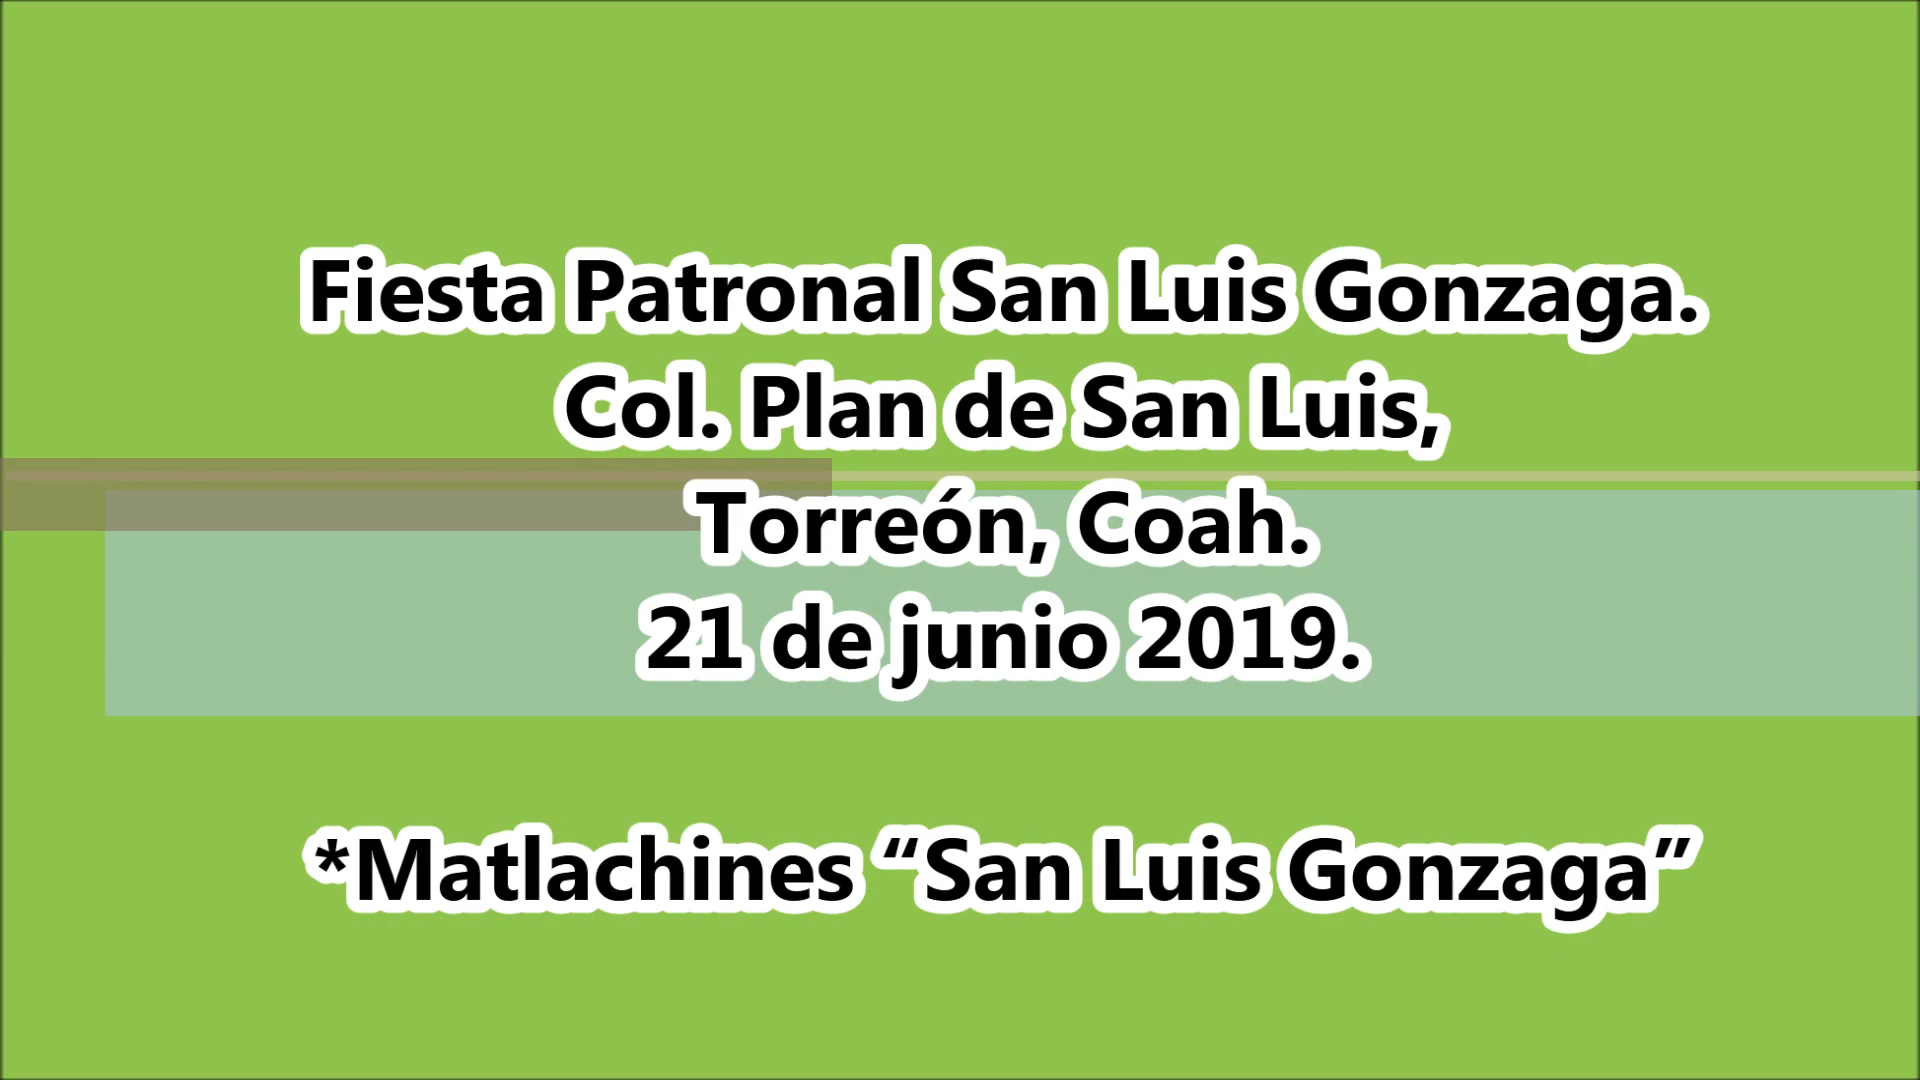 Fiesta Patronal San Luis Gonzaga.
Col. Plan de San Luis,
Torreón, Coah.
21 de junio 2019.
*Matlachines “San Luis Gonzaga”